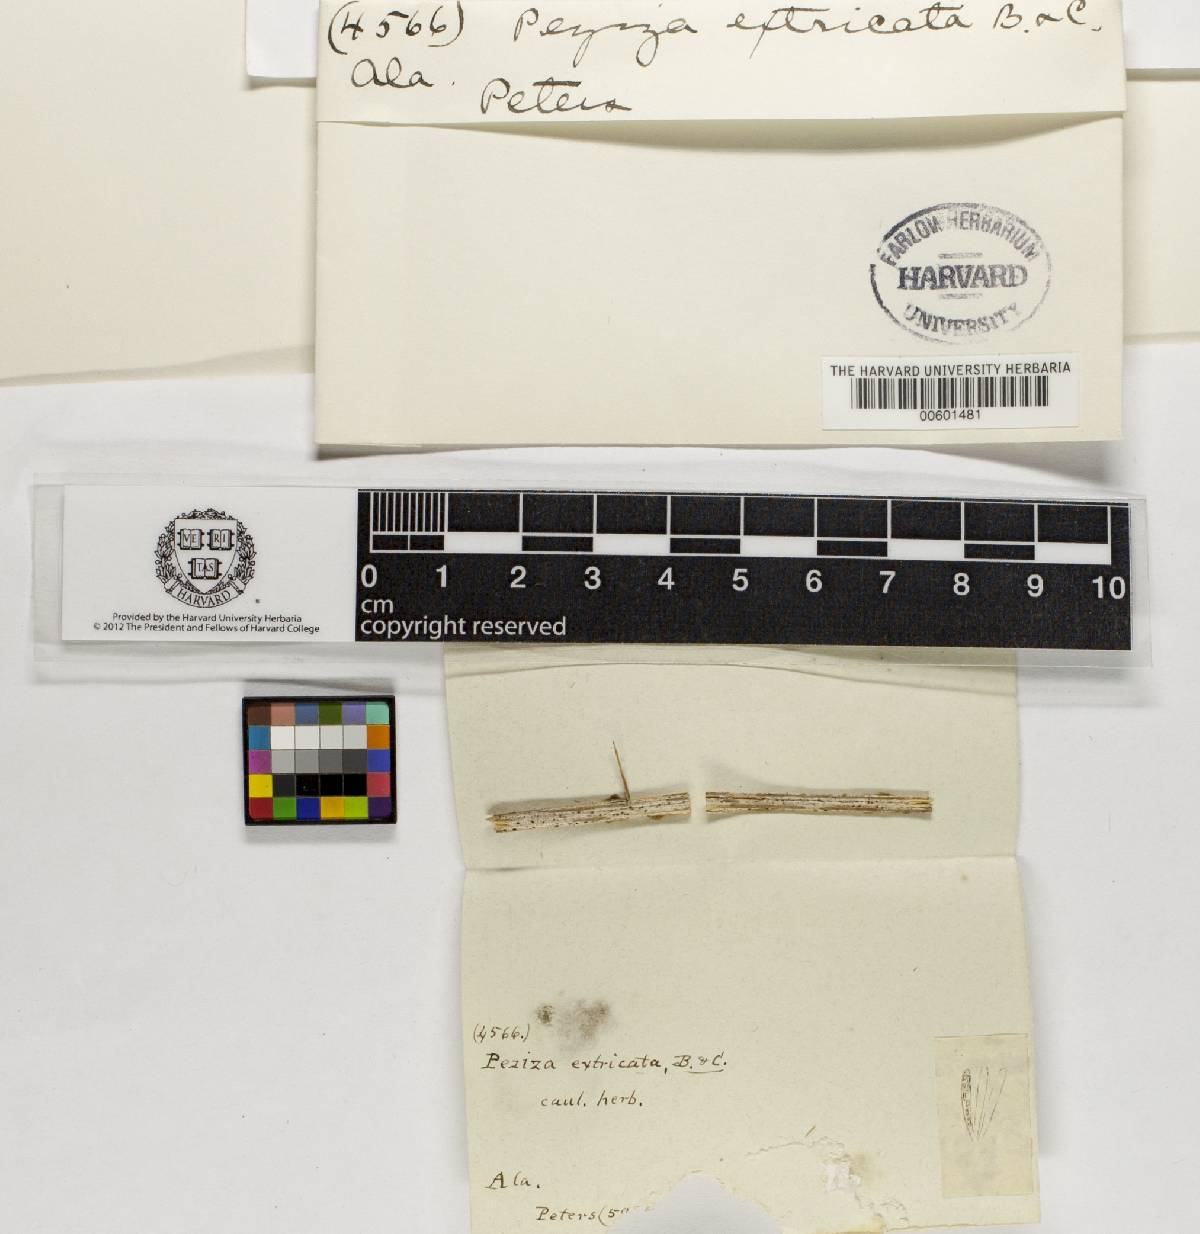 (4566) Peziza extricata B. & C.
Ala.
Peters
FARLOW HERBARIUM
HARVARD
UNIVERSITY
THE HARVARD UNIVERSITY HERBARIA
00601481
VE RI
TAS
HARVARD
Provided by the Harvard University Herbaria
© 2012 The President and Fellows of Harvard College
0 1 2 3 4 5 6 7 8 9 10
cm
copyright reserved
(4566.)
Peziza extricata, B. & C.
caul. herb.
Ala.
Peters